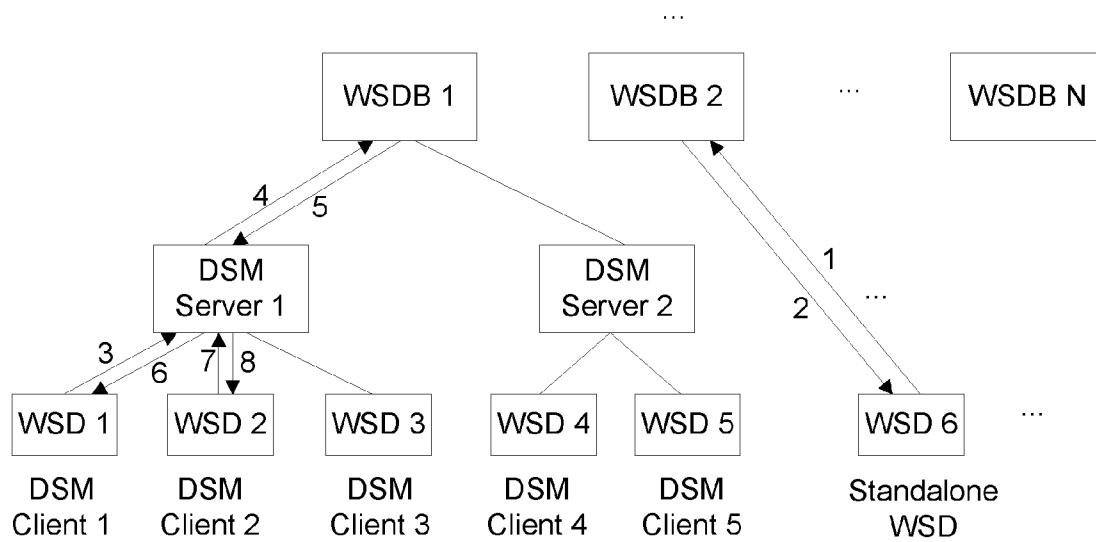 ...
WSDB 1
WSDB 2
...
WSDB N
4
5
DSM
Server 1
DSM
Server 2
1
2
...
3
6
7
8
WSD 1
WSD 2
WSD 3
WSD 4
WSD 5
WSD 6
...
DSM
Client 1
DSM
Client 2
DSM
Client 3
DSM
Client 4
DSM
Client 5
Standalone
WSD